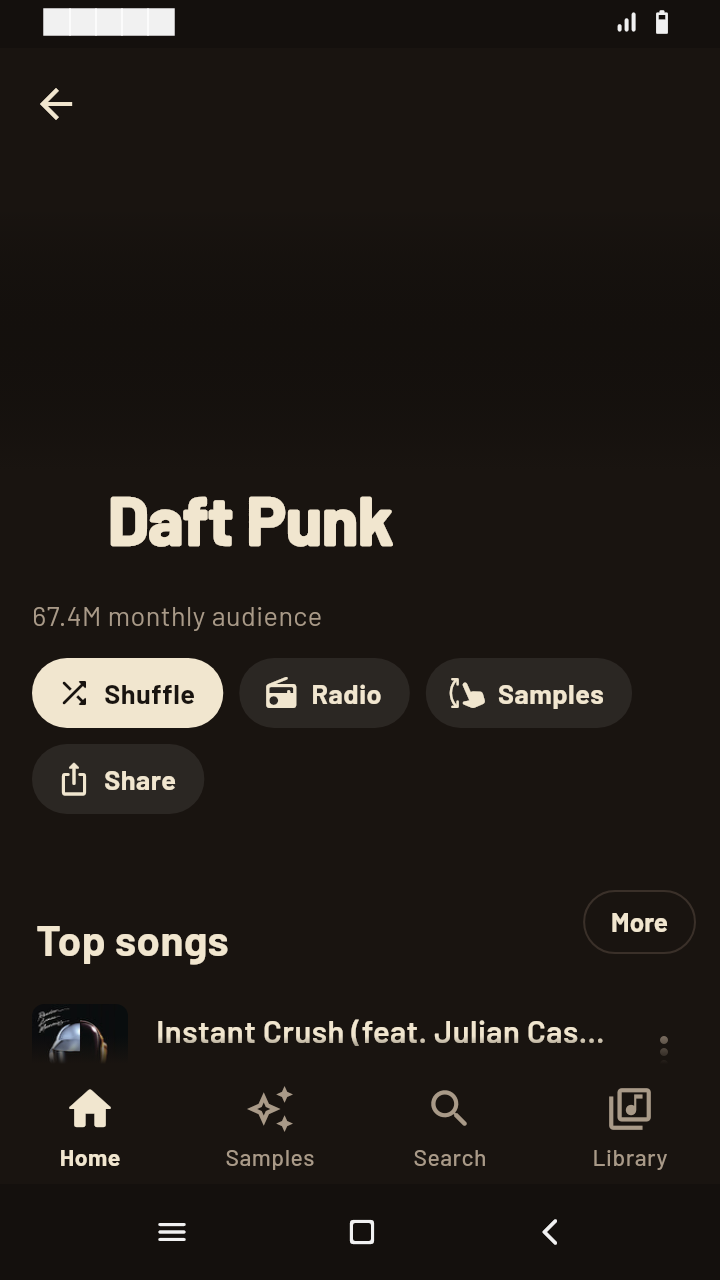 Daft Punk
67.4M monthly audience
Shuffle
Radio
Samples
Share
Top songs
More
Instant Crush (feat. Julian Cas...
Home
Samples
Search
Library